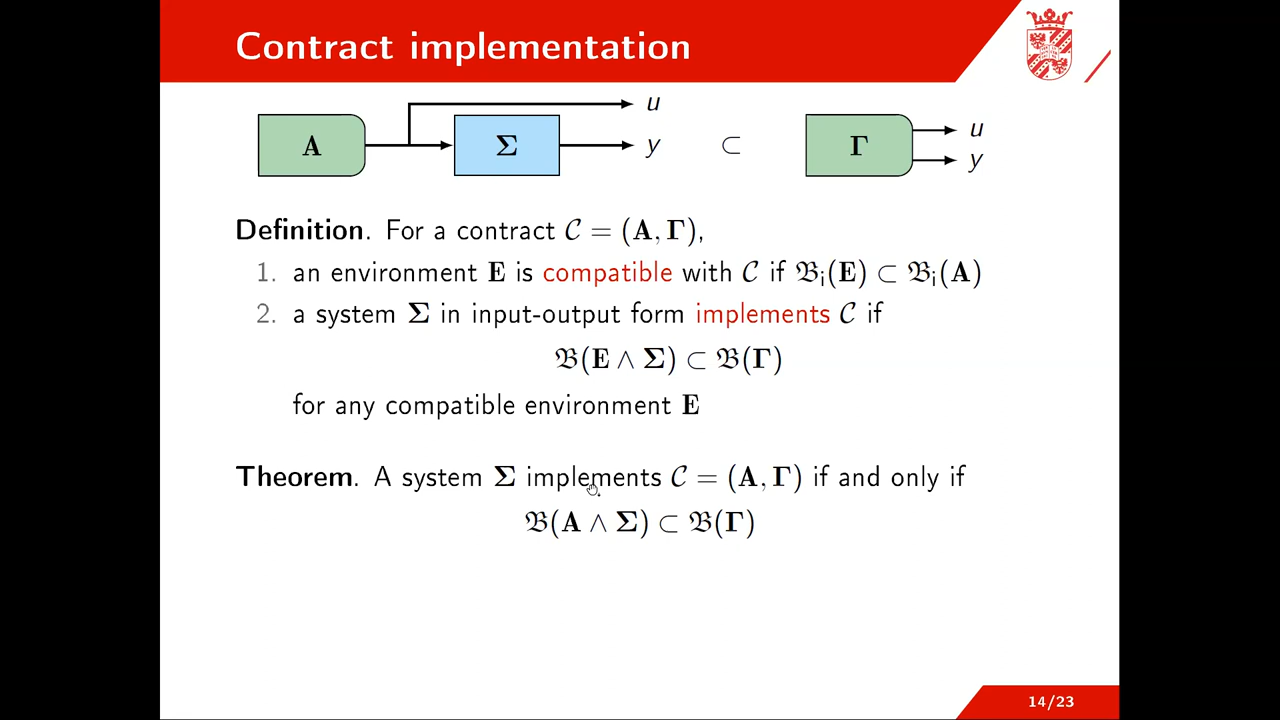 Contract implementation
A Σ u y ⊂ Γ u y
Definition. For a contract 𝒞 = (A, Γ),
1. an environment E is compatible with 𝒞 if 𝔅ᵢ(E) ⊂ 𝔅ᵢ(A)
2. a system Σ in input-output form implements 𝒞 if
𝔅(E ∧ Σ) ⊂ 𝔅(Γ)
for any compatible environment E
Theorem. A system Σ implements 𝒞 = (A, Γ) if and only if
𝔅(A ∧ Σ) ⊂ 𝔅(Γ)
14/23